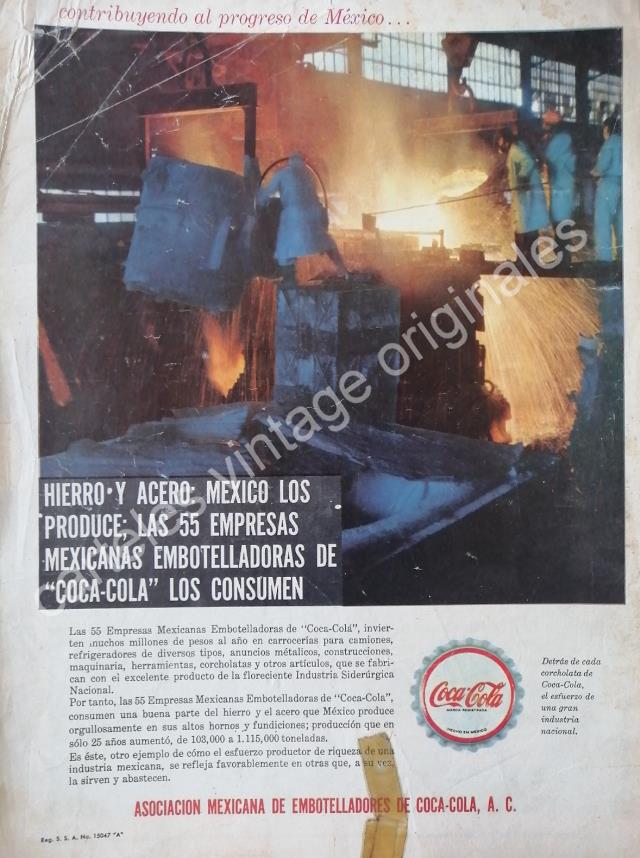 contribuyendo al progreso de México...
HIERRO Y ACERO: MEXICO LOS
PRODUCE; LAS 55 EMPRESAS
MEXICANAS EMBOTELLADORAS DE
“COCA-COLA” LOS CONSUMEN
carteles vintage originales
Las 55 Empresas Mexicanas Embotelladoras de "Coca-Cola", invier-
ten muchos millones de pesos al año en carrocerías para camiones,
refrigeradores de diversos tipos, anuncios métalicos, construcciones,
maquinaria, herramientas, corcholatas y otros artículos, que se fabri-
can con el excelente producto de la floreciente Industria Siderúrgica
Nacional.
Por tanto, las 55 Empresas Mexicanas Embotelladoras de "Coca-Cola",
consumen una buena parte del hierro y el acero que México produce
orgullosamente en sus altos hornos y fundiciones; producción que en
sólo 25 años aumentó, de 103,000 a 1.115,000 toneladas.
Es éste, otro ejemplo de cómo el esfuerzo productor de riqueza de una
industria mexicana, se refleja favorablemente en otras que, a su vez,
la sirven y abastecen.
Coca-Cola
MARCA REGISTRADA
HECHO EN MEXICO
Detrás de cada
corcholata de
Coca-Cola,
el esfuerzo de
una gran
industria
nacional.
ASOCIACION MEXICANA DE EMBOTELLADORES DE COCA-COLA, A. C.
Reg. S. S. A. No. 15047 "A"